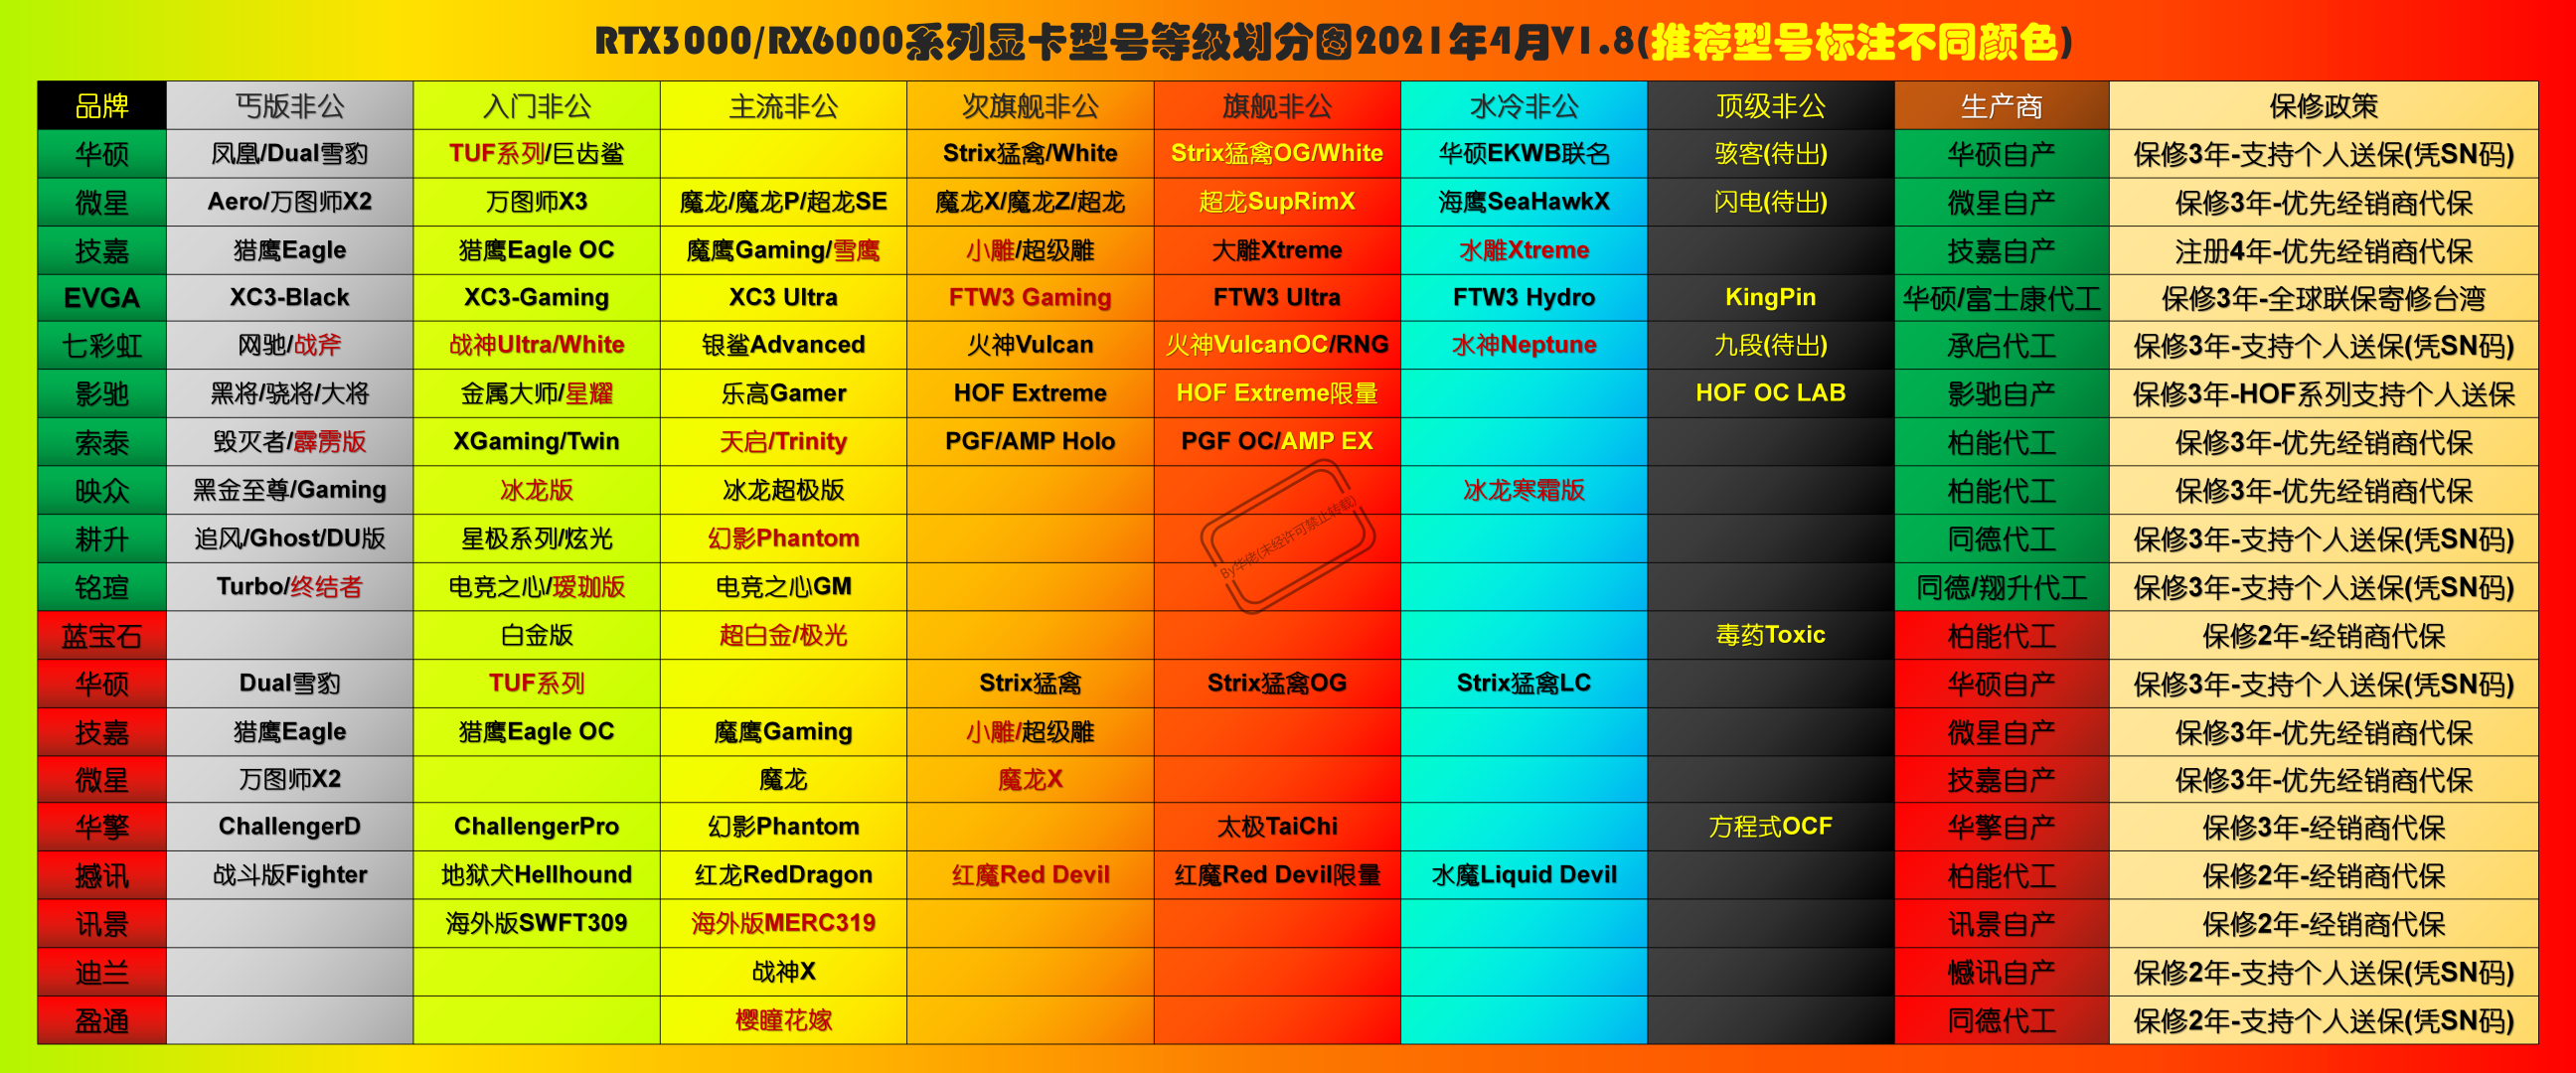 RTX3000/RX6000系列显卡型号等级划分图2021年4月V1.8(推荐型号标注不同颜色)
品牌 丐版非公 入门非公 主流非公 次旗舰非公 旗舰非公 水冷非公 顶级非公 生产商 保修政策
华硕 凤凰/Dual雪豹 TUF系列/巨齿鲨 Strix猛禽/White Strix猛禽OG/White 华硕EKWB联名 骇客(待出) 华硕自产 保修3年-支持个人送保(凭SN码)
微星 Aero/万图师X2 万图师X3 魔龙/魔龙P/超龙SE 魔龙X/魔龙Z/超龙 超龙SupRimX 海鹰SeaHawkX 闪电(待出) 微星自产 保修3年-优先经销商代保
技嘉 猎鹰Eagle 猎鹰Eagle OC 魔鹰Gaming/雪鹰 小雕/超级雕 大雕Xtreme 水雕Xtreme 技嘉自产 注册4年-优先经销商代保
EVGA XC3-Black XC3-Gaming XC3 Ultra FTW3 Gaming FTW3 Ultra FTW3 Hydro KingPin 华硕/富士康代工 保修3年-全球联保寄修台湾
七彩虹 网驰/战斧 战神Ultra/White 银鲨Advanced 火神Vulcan 火神VulcanOC/RNG 水神Neptune 九段(待出) 承启代工 保修3年-支持个人送保(凭SN码)
影驰 黑将/骁将/大将 金属大师/星耀 乐高Gamer HOF Extreme HOF Extreme限量 HOF OC LAB 影驰自产 保修3年-HOF系列支持个人送保
索泰 毁灭者/霹雳版 XGaming/Twin 天启/Trinity PGF/AMP Holo PGF OC/AMP EX 柏能代工 保修3年-优先经销商代保
映众 黑金至尊/Gaming 冰龙版 冰龙超极版 冰龙寒霜版 柏能代工 保修3年-优先经销商代保
耕升 追风/Ghost/DU版 星极系列/炫光 幻影Phantom 同德代工 保修3年-支持个人送保(凭SN码)
By华佬(未经许可禁止转载)
铭瑄 Turbo/终结者 电竞之心/瑷珈版 电竞之心GM 同德/翔升代工 保修3年-支持个人送保(凭SN码)
蓝宝石 白金版 超白金/极光 毒药Toxic 柏能代工 保修2年-经销商代保
华硕 Dual雪豹 TUF系列 Strix猛禽 Strix猛禽OG Strix猛禽LC 华硕自产 保修3年-支持个人送保(凭SN码)
技嘉 猎鹰Eagle 猎鹰Eagle OC 魔鹰Gaming 小雕/超级雕 微星自产 保修3年-优先经销商代保
微星 万图师X2 魔龙 魔龙X 技嘉自产 保修3年-优先经销商代保
华擎 ChallengerD ChallengerPro 幻影Phantom 太极TaiChi 方程式OCF 华擎自产 保修3年-经销商代保
撼讯 战斗版Fighter 地狱犬Hellhound 红龙RedDragon 红魔Red Devil 红魔Red Devil限量 水魔Liquid Devil 柏能代工 保修2年-经销商代保
讯景 海外版SWFT309 海外版MERC319 讯景自产 保修2年-经销商代保
迪兰 战神X 憾讯自产 保修2年-支持个人送保(凭SN码)
盈通 樱瞳花嫁 同德代工 保修2年-支持个人送保(凭SN码)